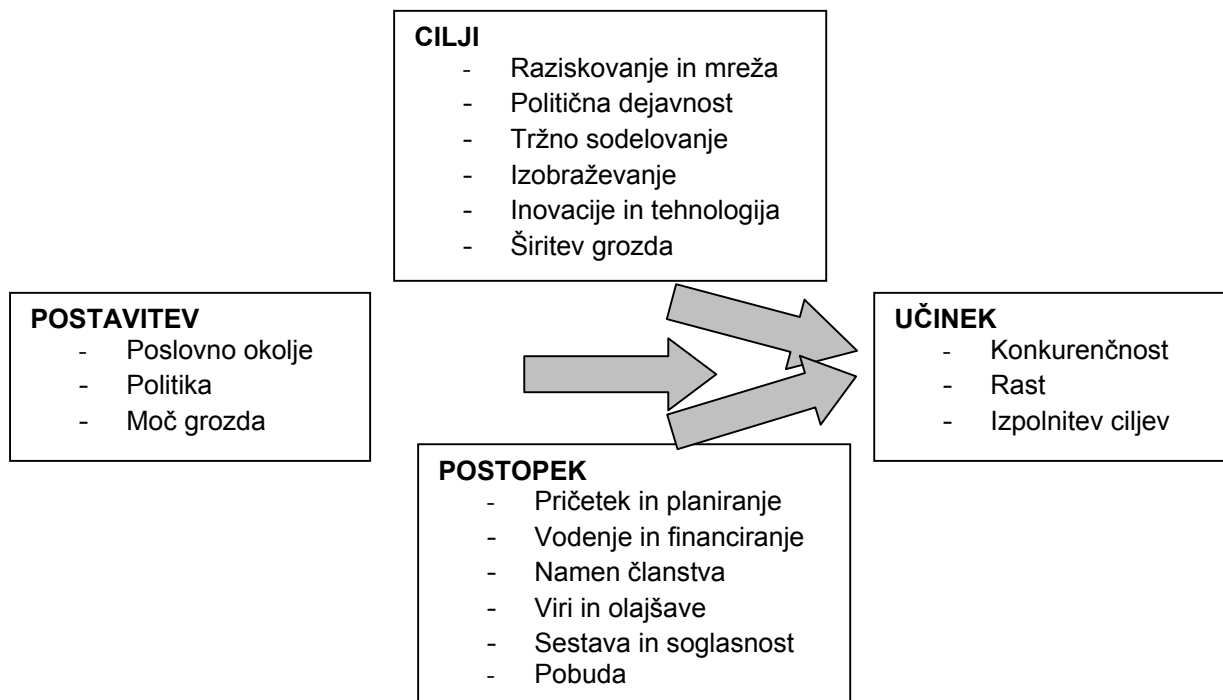 CILJI
- Raziskovanje in mreža
- Politična dejavnost
- Tržno sodelovanje
- Izobraževanje
- Inovacije in tehnologija
- Širitev grozda
POSTAVITEV
- Poslovno okolje
- Politika
- Moč grozda
UČINEK
- Konkurenčnost
- Rast
- Izpolnitev ciljev
POSTOPEK
- Pričetek in planiranje
- Vodenje in financiranje
- Namen članstva
- Viri in olajšave
- Sestava in soglasnost
- Pobuda